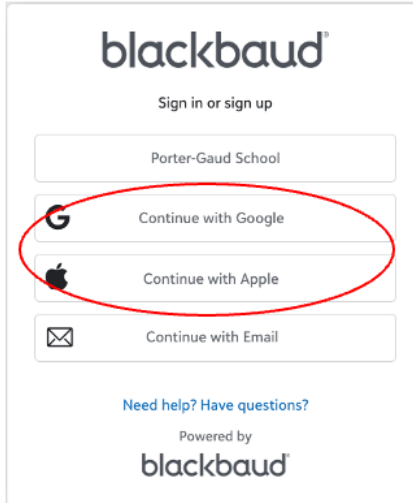 blackbaud
Sign in or sign up
Porter-Gaud School
Continue with Google
Continue with Apple
Continue with Email
Need help? Have questions?
Powered by
blackbaud